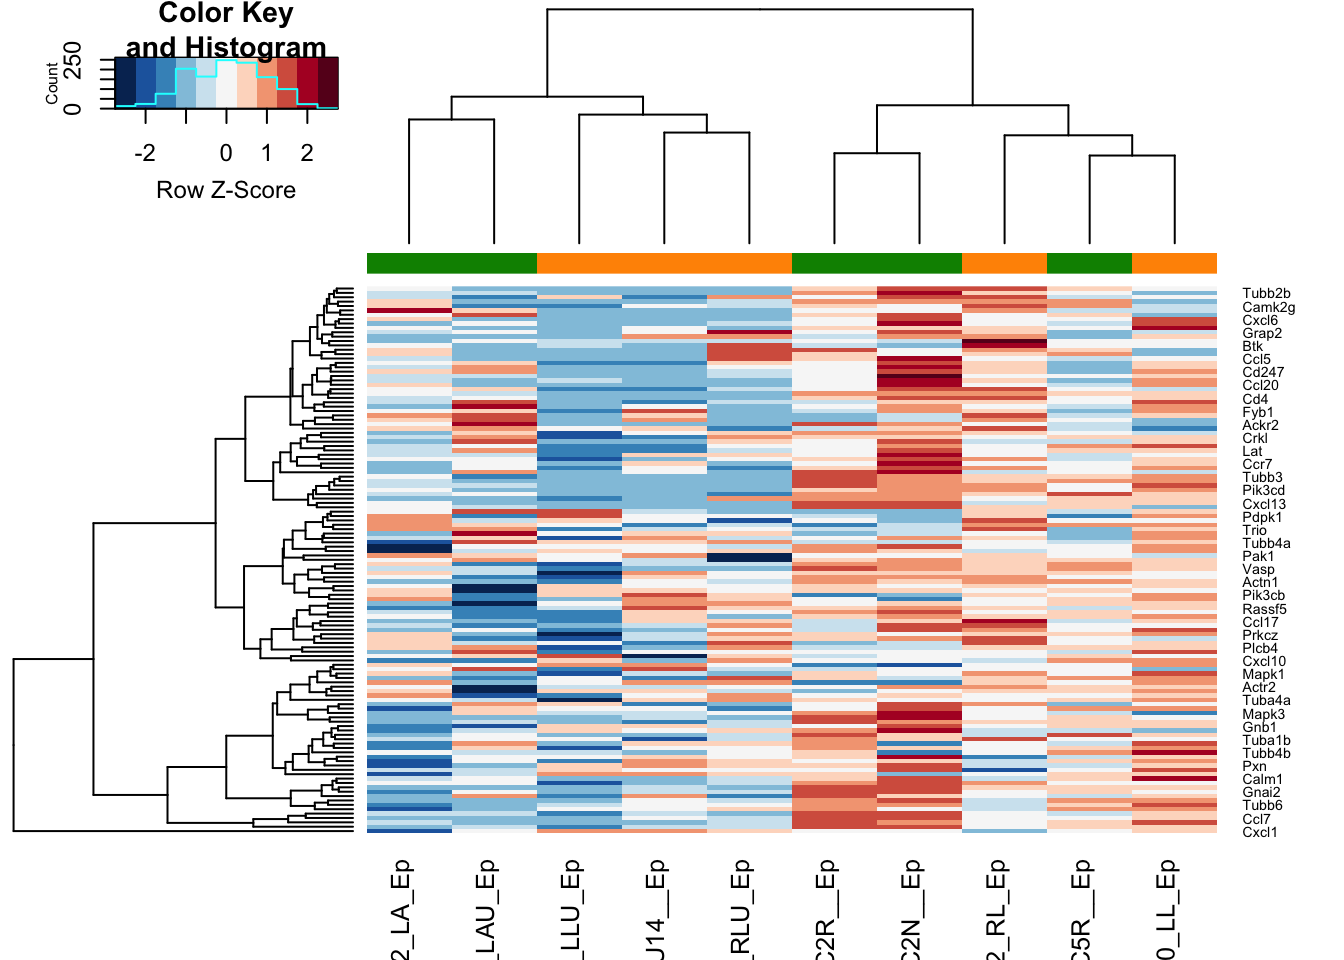 Color Key
and Histogram
Count
0 250
-2 0 1 2
Row Z-Score
Tubb2b
Camk2g
Cxcl6
Grap2
Btk
Ccl5
Cd247
Ccl20
Cd4
Fyb1
Ackr2
Crkl
Lat
Ccr7
Tubb3
Pik3cd
Cxcl13
Pdpk1
Trio
Tubb4a
Pak1
Vasp
Actn1
Pik3cb
Rassf5
Ccl17
Prkcz
Plcb4
Cxcl10
Mapk1
Actr2
Tuba4a
Mapk3
Gnb1
Tuba1b
Tubb4b
Pxn
Calm1
Gnai2
Tubb6
Ccl7
Cxcl1
2_LA_Ep
_LAU_Ep
_LLU_Ep
J14__Ep
_RLU_Ep
C2R__Ep
C2N__Ep
2_RL_Ep
C5R__Ep
0_LL_Ep